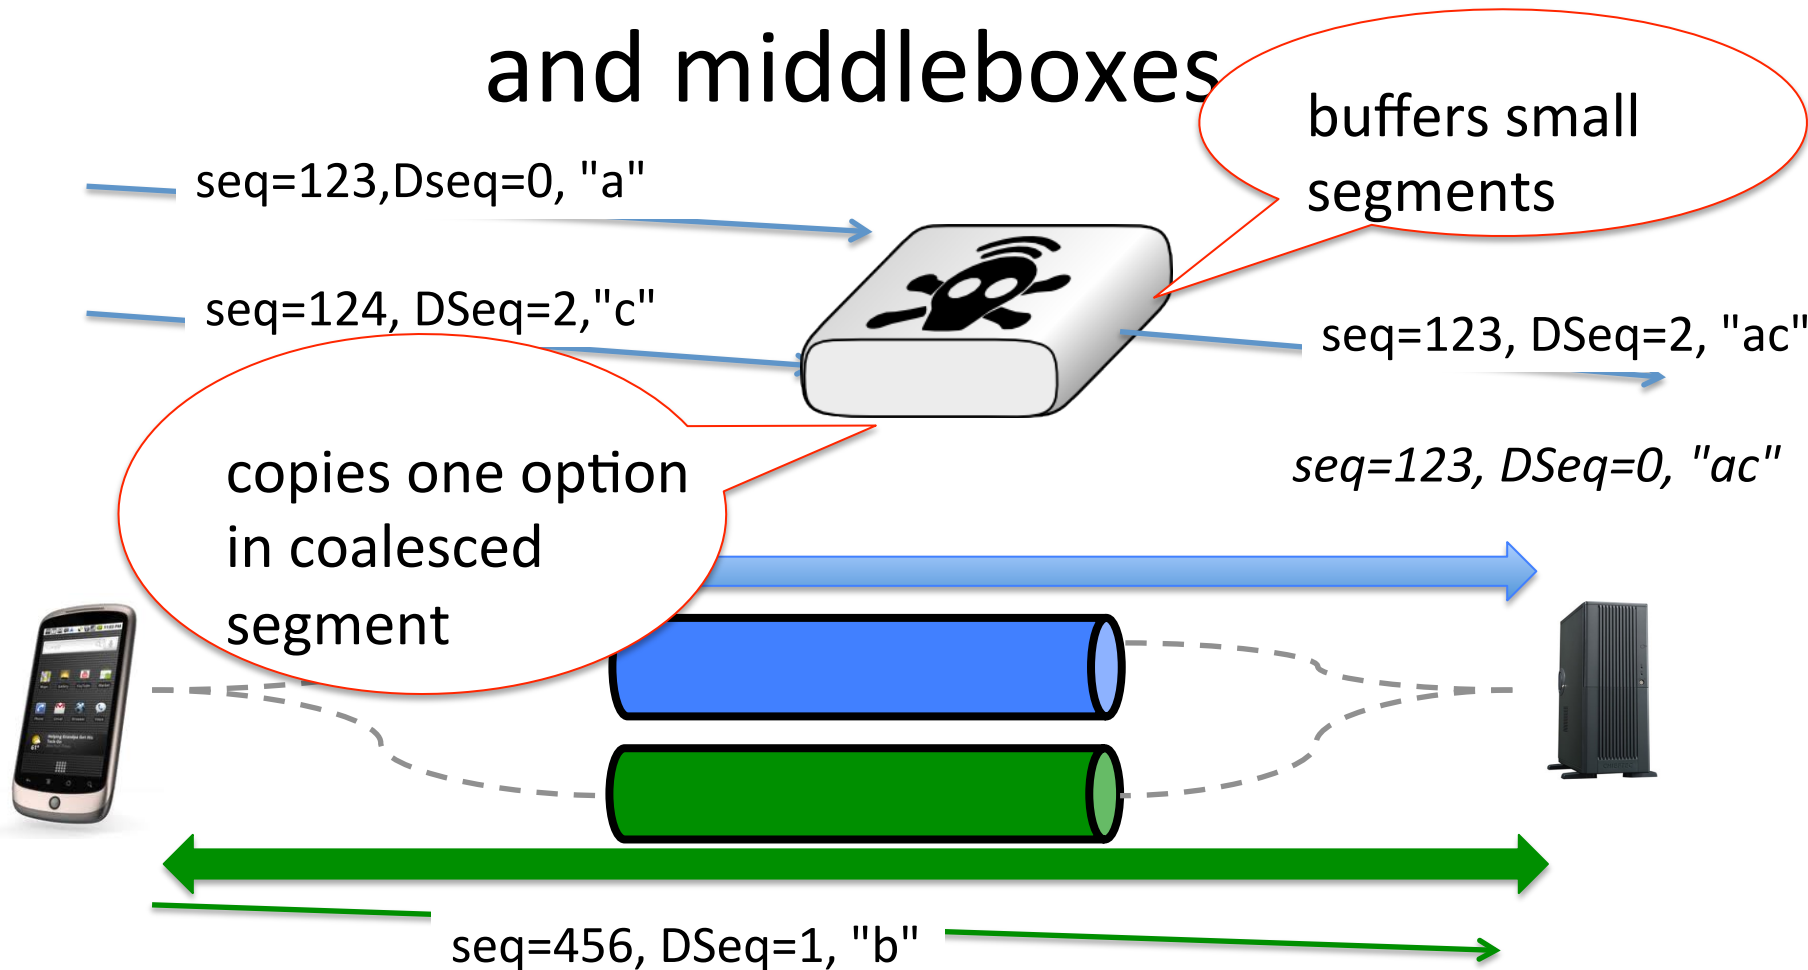 and middleboxes
buffers small
segments
seq=123,Dseq=0, "a"
seq=124, DSeq=2,"c"
seq=123, DSeq=2, "ac"
seq=123, DSeq=0, "ac"
copies one option
in coalesced
segment
seq=456, DSeq=1, "b"